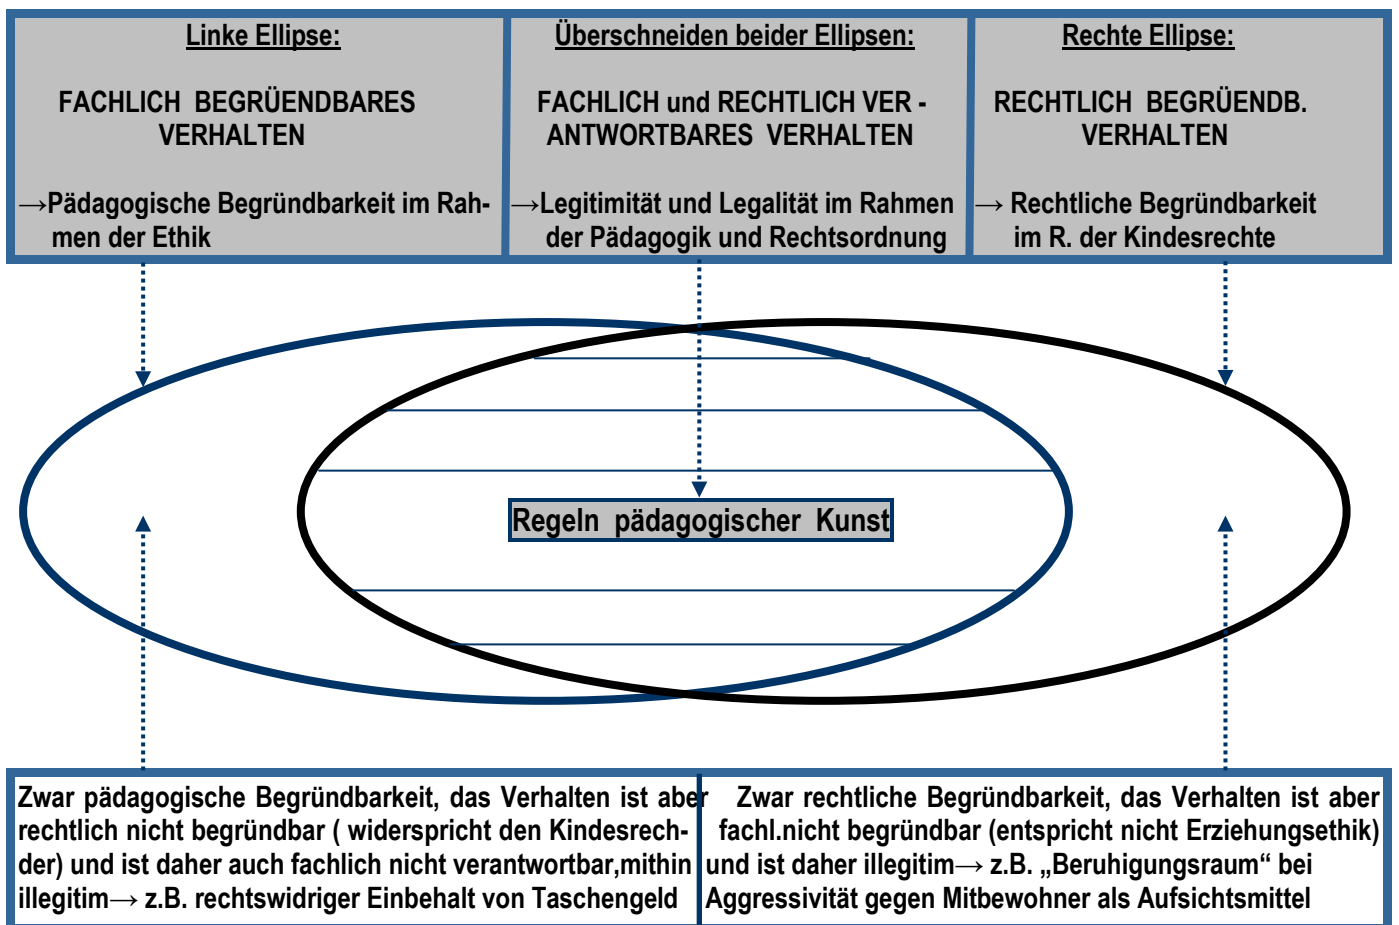 Linke Ellipse:
FACHLICH BEGRÜENDBARES
VERHALTEN
→Pädagogische Begründbarkeit im Rah-
men der Ethik
Überschneiden beider Ellipsen:
FACHLICH und RECHTLICH VER -
ANTWORTBARES VERHALTEN
→Legitimität und Legalität im Rahmen
der Pädagogik und Rechtsordnung
Rechte Ellipse:
RECHTLICH BEGRÜENDB.
VERHALTEN
→ Rechtliche Begründbarkeit
im R. der Kindesrechte
Regeln pädagogischer Kunst
Zwar pädagogische Begründbarkeit, das Verhalten ist aber
rechtlich nicht begründbar ( widerspricht den Kindesrech-
der) und ist daher auch fachlich nicht verantwortbar,mithin
illegitim→ z.B. rechtswidriger Einbehalt von Taschengeld
Zwar rechtliche Begründbarkeit, das Verhalten ist aber
fachl.nicht begründbar (entspricht nicht Erziehungsethik)
und ist daher illegitim→ z.B. „Beruhigungsraum“ bei
Aggressivität gegen Mitbewohner als Aufsichtsmittel